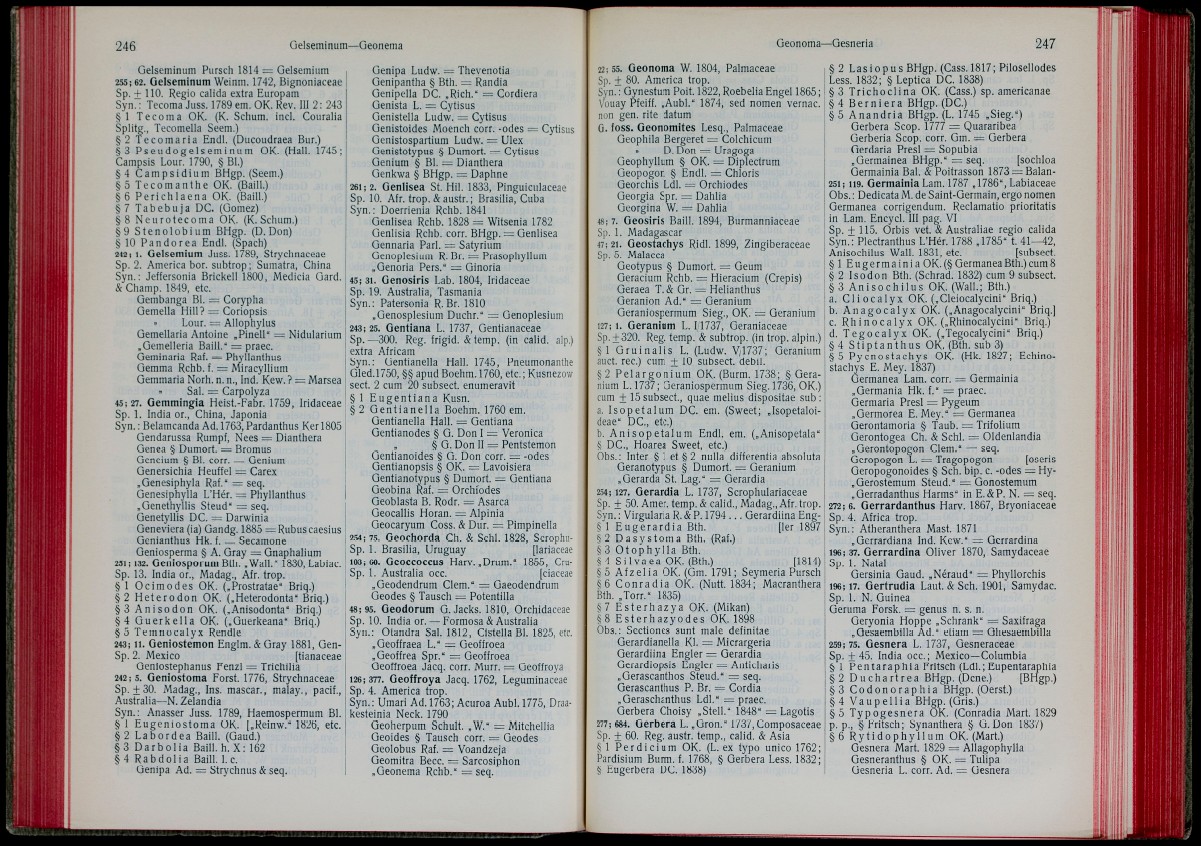 246
Gelseminum—Geonema
Gelseminum Pursch 1814 = Gelsemium
255; 62. Gelseminum Weinm. 1742, Bignoniaceae
Sp. ± 110. Regio calida extra Europam
Syn.: Tecoma Juss. 1789 em. OK. Rev. III 2: 243
§ 1 Tecoma OK. (K. Schum. incl. Couralia
Splitg., Tecomella Seem.)
§ 2 Tecomaria Endl. (Ducoudraea Bur.)
§ 3 Pseudogelseminum OK. (Hall. 1745;
Campsis Lour. 1790, § Bl.)
§ 4 Campsidium BHgp. (Seem.)
§ 5 Tecomanthe OK. (Baill.)
§ 6 Perichlaena OK. (Baill.)
§ 7 Tabebuja DC. (Gomez)
§ 8 Neurotecoma OK. (K. Schum.)
§ 9 Stenolobium BHgp. (D. Don)
§ 10 Pandorea Endl. (Spach)
242; 1. Gelsemium Juss. 1789, Strychnaceae
Sp. 2. America bor. subtrop; Sumatra, China
Syn.: Jeffersonia Brickell 1800, Medicia Gard.
& Champ. 1849, etc.
Gembanga Bl. = Corypha
Gemella Hill? = Coriopsis
„ Lour. = Allophylus
Gemellaria Antoine „Pinell“ = Nidularium
„Gemelleria Baill.“ = praec.
Geminaria Raf. = Phyllanthus
Gemma Rchb. f. = Miracyllium
Gemmaria Norh. n. n., Ind. Kew.? = Marsea
„ Sal. = Carpolyza
45; 27. Gemmingia Heist.-Fabr. 1759, Iridaceae
Sp. 1. India or., China, Japonia
Syn.: Belamcanda Ad. 1763, Pardanthus Ker 1805
Gendarussa Rumpf, Nees = Dianthera
Genea § Dumort. = Bromus
Gencium § Bl. corr. = Genium
Genersichia Heuffel = Carex
„Genesiphyla Raf.“ = seq.
Genesiphylla L'Hér. = Phyllanthus
„Genethyllis Steud“ = seq.
Genetyllis DC. = Darwinia
Geneviera (ia) Gandg. 1885 = Rubus caesius
Genianthus Hk. f. = Secamone
Geniosperma § A. Gray = Gnaphalium
251; 132. Geniosporum Bth. „Wall.“ 1830, Labiac.
Sp. 13. India or., Madag., Afr. trop.
§ 1 Ocimodes OK. („Prostratae“ Briq.)
§ 2 Heterodon OK. („Heterodonta“ Briq.)
§ 3 Anisodon OK. („Anisodonta“ Briq.)
§ 4 Guerkella OK. („Guerkeana“ Briq.)
§ 5 Temnocalyx Rendle
243; 11. Geniostemon Englm. & Gray 1881, Gen-
Sp. 2. Mexico [tianaceae
Geniostephanus Fenzl = Trichilia
242; 5. Geniostoma Forst. 1776, Strychnaceae
Sp. ± 30. Madag., Ins. mascar., malay., pacif.,
Australia—N. Zelandia
Syn.: Anasser Juss. 1789, Haemospermum Bl.
§ 1 Eugeniostoma OK. [„Reinw.“ 1826, etc.
§ 2 Labordea Baill. (Gaud.)
§ 3 Darbolia Baill. h. X: 162
§ 4 Rabdolia Baill. l. c.
Genipa Ad. = Strychnus & seq.
Genipa Ludw. = Thevenotia
Genipantha § Bth. = Randia
Genipella DC. „Rich.“ = Cordiera
Genista L. = Cytisus
Genistella Ludw. = Cytisus
Genistoides Moench corr. -odes = Cytisus
Genistospartium Ludw. = Ulex
Genistotypus § Dumort. = Cytisus
Genium § Bl. = Dianthera
Genkwa § BHgp. = Daphne
261; 2. Genlisea St. Hil. 1833, Pinguiculaceae
Sp. 10. Afr. trop. & austr.; Brasilia, Cuba
Syn.: Doerrienia Rchb. 1841
Genlisea Rchb. 1828 = Witsenia 1782
Genlisia Rchb. corr. BHgp. = Genlisea
Gennaria Parl. = Satyrium
Genoplesium R. Br. = Prasophyllum
„Genoria Pers.“ = Ginoria
45; 31. Genosiris Lab. 1804, Iridaceae
Sp. 19. Australia, Tasmania
Syn.: Patersonia R. Br. 1810
„Genosplesium Duchr.“ = Genoplesium
243; 25. Gentiana L. 1737, Gentianaceae
Sp. —300. Reg. frigid. & temp. (in calid. alp.)
extra Africam
Syn.: Gentianella Hall. 1745, Pneumonanthe
Gled. 1750, §§ apud Boehm. 1760, etc.; Kusnezow
sect. 2 cum 20 subsect. enumeravit
§ 1 Eugentiana Kusn.
§ 2 Gentianella Boehm. 1760 em.
Gentianella Hall. = Gentiana
Gentianodes § G. Don I = Veronica
„ § G. Don II = Pentstemon
Gentianoides § G. Don corr. = -odes
Gentianopsis § OK. = Lavoisiera
Gentianotypus § Dumort. = Gentiana
Geobina Raf. = Orchiodes
Geoblasta B. Rodr. = Asarca
Geocallis Horan. = Alpinia
Geocaryum Coss. & Dur. = Pimpinella
254; 75. Geochorda Ch. & Schl. 1828, Scrophu-
Sp. 1. Brasilia, Uruguay [lariaceae
103; 60. Geococcus Harv. „Drum.“ 1855, Cru-
Sp. 1. Australia occ. [ciaceae
„Geodendrum Clem.“ = Gaeodendrum
Geodes § Tausch = Potentilla
48; 95. Geodorum G. Jacks. 1810, Orchidaceae
Sp. 10. India or. — Formosa & Australia
Syn.: Otandra Sal. 1812, Cistella Bl. 1825, etc.
„Geoffraea L.“ = Geoffroea
„Geoffrea Spr.“ = Geoffroea
Geoffroea Jacq. corr. Murr. = Geoffroya
126; 377. Geoffroya Jacq. 1762, Leguminaceae
Sp. 4. America trop.
Syn.: Umari Ad. 1763; Acuroa Aubl. 1775, Draa-
kesteinia Neck. 1790
Geoherpum Schult. „W.“ = Mitchellia
Geoides § Tausch corr. = Geodes
Geolobus Raf. = Voandzeja
Geomitra Becc. = Sarcosiphon
„Geonema Rchb.“ = seq.
Geonoma—Gesneria
247
22; 55. Geonoma W. 1804, Palmaceae
Sp. ± 80. America trop.
Syn.: Gynestum Poit. 1822, Roebelia Engel 1865;
Vouay Pfeiff. „Aubl.“ 1874, sed nomen vernac.
non gen. rite datum
G. foss. Geonomites Lesq., Palmaceae
Geophila Bergeret = Colchicum
„ D. Don = Uragoga
Geophyllum § OK. = Diplectrum
Geopogon § Endl. = Chloris
Georchis Ldl. = Orchiodes
Georgia Spr. = Dahlia
Georgina W. = Dahlia
48; 7. Geosiris Baill. 1894, Burmanniaceae
Sp. 1. Madagascar
47; 21. Geostachys Ridl. 1899, Zingiberaceae
Sp. 5. Malacca
Geotypus § Dumort. = Geum
Geracium Rchb. = Hieracium (Crepis)
Geraea T. & Gr. = Helianthus
Geranion Ad.“ = Geranium
Geraniospermum Sieg., OK. = Geranium
127; 1. Geranium L. I/1737, Geraniaceae
Sp. ± 320. Reg. temp. & subtrop. (in trop. alpin.)
§ 1 Gruinalis L. (Ludw. V/1737; Geranium
auct. rec.) cum ± 10 subsect. debil.
§ 2 Pelargonium OK. (Burm. 1738; § Gera-
nium L. 1737; Geraniospermum Sieg. 1736, OK.)
cum ± 15 subsect., quae melius dispositae sub:
a. Isopetalum DC. em. (Sweet; „Isopetaloi-
deae“ DC., etc.)
b. Anisopetalum Endl. em. („Anisopetala“
§ DC., Hoarea Sweet, etc.)
Obs.: Inter § 1 et § 2 nulla differentia absoluta
Geranotypus § Dumort. = Geranium
„Gerarda St. Lag.“ = Gerardia
254; 127. Gerardia L. 1737, Scrophulariaceae
Sp. ± 50. Amer. temp. & calid., Madag., Afr. trop.
Syn.: Virgularia R. & P. 1794 . . . Gerardiina Eng-
§ 1 Eugerardia Bth. [ler 1897
§ 2 Dasystoma Bth. (Raf.)
§ 3 Otophylla Bth.
§ 4 Silvaea OK. (Bth.) [1814)
§ 5 Afzelia OK. (Gm. 1791; Seymeria Pursch
§ 6 Conradia OK. (Nutt. 1834; Macranthera
Bth. „Torr.“ 1835)
§ 7 Esterhazya OK. (Mikan)
§ 8 Esterhazyodes OK. 1898
Obs.: Sectiones sunt male definitae
Gerardianella Kl. = Micrargeria
Gerardiina Engler = Gerardia
Gerardiopsis Engler = Anticharis
„Gerascanthos Steud.“ = seq.
Gerascanthus P. Br. = Cordia
„Geraschanthus Ldl.“ = praec.
Gerbera Choisy „Stell.“ 1848“ = Lagotis
277; 684. Gerbera L. „Gron.“ 1737, Composaceae
Sp. ± 60. Reg. austr. temp., calid. & Asia
§ 1 Perdicium OK. (L. ex typo unico 1762;
Pardisium Burm. f. 1768, § Gerbera Less. 1832;
§ Eugerbera DC. 1838)
§ 2 Lasiopus BHgp. (Cass. 1817; Pilosellodes
Less. 1832; § Leptica DC. 1838)
§ 3 Trichoclina OK. (Cass.) sp. americanae
§ 4 Berniera BHgp. (DC.)
§ 5 Anandria BHgp. (L. 1745 „Sieg.“)
Gerbera Scop. 1777 = Quararibea
Gerberia Scop. corr. Gm. = Gerbera
Gerdaria Presl = Sopubia
„Germainea BHgp.“ = seq. [sochloa
Germainia Bal. & Poitrasson 1873 = Balan-
251; 119. Germainia Lam. 1787 „1786“, Labiaceae
Obs.: Dedicata M. de Saint-Germain, ergo nomen
Germanea corrigendum. Reclamatio prioritatis
in Lam. Encycl. III pag. VI
Sp. ± 115. Orbis vet. & Australiae regio calida
Syn.: Plectranthus L'Hér. 1788 „1785“ t. 41—42,
Anisochilus Wall. 1831, etc. [subsect.
§ 1 Eugermainia OK. (§ Germanea Bth.) cum 8
§ 2 Isodon Bth. (Schrad. 1832) cum 9 subsect.
§ 3 Anisochilus OK. (Wall.; Bth.)
a. Cliocalyx OK. („Cleiocalycini“ Briq.)
b. Anagocalyx OK. („Anagocalycini“ Briq.]
c. Rhinocalyx OK. („Rhinocalycini“ Briq.)
d. Tegocalyx OK. („Tegocalycini“ Briq.)
§ 4 Stiptanthus OK. (Bth. sub 3)
§ 5 Pycnostachys OK. (Hk. 1827; Echino-
stachys E. Mey. 1837)
Germanea Lam. corr. = Germainia
„Germania Hk. f.“ = praec.
Germaria Presl = Pygeum
„Germorea E. Mey.“ = Germanea
Gerontamoria § Taub. = Trifolium
Gerontogea Ch. & Schl. = Oldenlandia
„Gerontopogon Clem.“ = seq.
Geropogon L. = Tragopogon [oseris
Geropogonoides § Sch. bip. c. -odes = Hy-
„Gerostemum Steud.“ = Gonostemum
„Gerradanthus Harms“ in E. & P. N. = seq.
272; 6. Gerrardanthus Harv. 1867, Bryoniaceae
Sp. 4. Africa trop.
Syn.: Atheranthera Mast. 1871
„Gerrardiana Ind. Kew.“ = Gerrardina
196; 37. Gerrardina Oliver 1870, Samydaceae
Sp. 1. Natal
Gersinia Gaud. „Néraud“ = Phyllorchis
196; 17. Gertrudia Laut. & Sch. 1901, Samydac.
Sp. 1. N. Guinea
Geruma Forsk. = genus n. s. n.
Geryonia Hoppe „Schrank“ = Saxifraga
„Gesaembilla Ad.“ etiam = Ghesaembilla
259; 75. Gesnera L. 1737, Gesneraceae
Sp. ± 45. India occ.; Mexico—Columbia
§ 1 Pentaraphia Fritsch (Ldl.; Eupentaraphia
§ 2 Duchartrea BHgp. (Dcne.) [BHgp.)
§ 3 Codonoraphia BHgp. (Oerst.)
§ 4 Vaupellia BHgp. (Gris.)
§ 5 Typogesnera OK. (Conradia Mart. 1829
p. p., § Fritsch; Synanthera § G. Don 1837)
§ 6 Rytidophyllum OK. (Mart.)
Gesnera Mart. 1829 = Allagophylla
Gesneranthus § OK. = Tulipa
Gesneria L. corr. Ad. = Gesnera